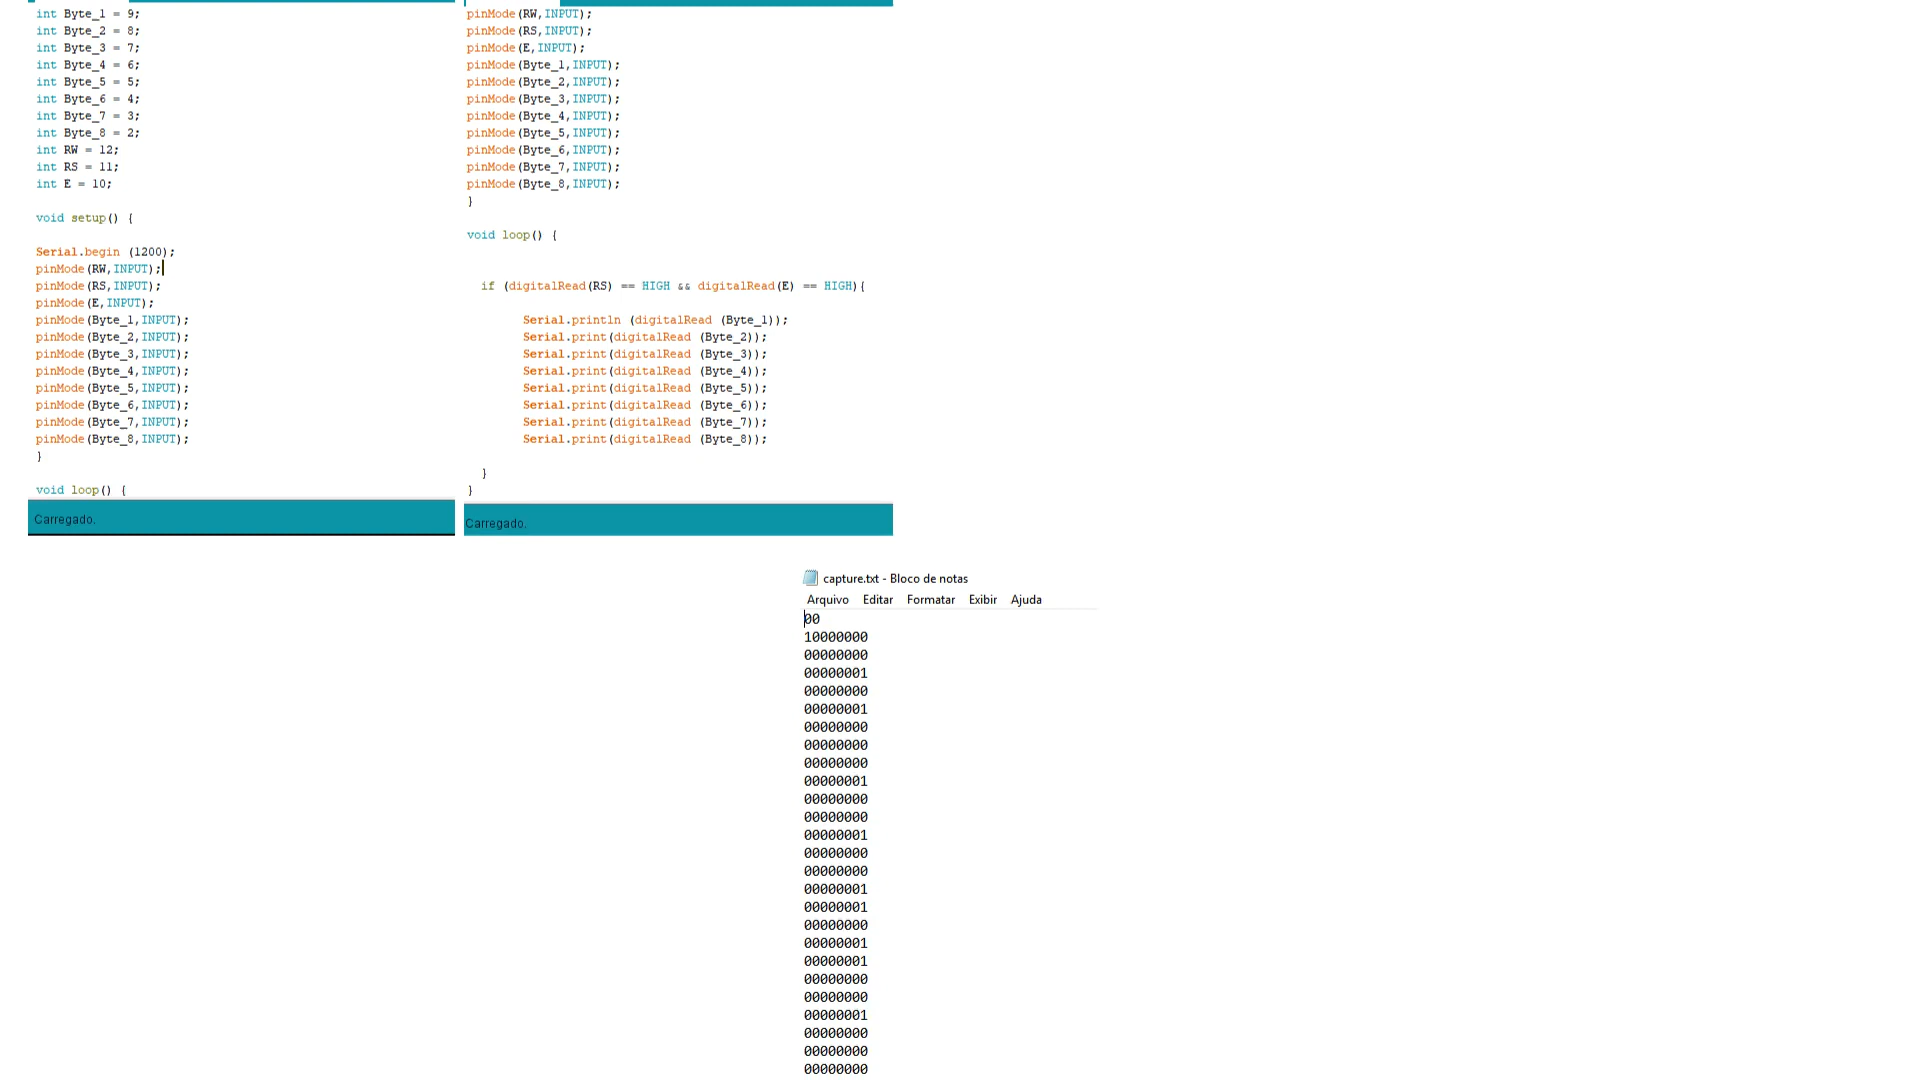 int Byte_1 = 9;
int Byte_2 = 8;
int Byte_3 = 7;
int Byte_4 = 6;
int Byte_5 = 5;
int Byte_6 = 4;
int Byte_7 = 3;
int Byte_8 = 2;
int RW = 12;
int RS = 11;
int E = 10;
void setup() {
Serial.begin (1200);
pinMode(RW,INPUT);
pinMode(RS,INPUT);
pinMode(E,INPUT);
pinMode(Byte_1,INPUT);
pinMode(Byte_2,INPUT);
pinMode(Byte_3,INPUT);
pinMode(Byte_4,INPUT);
pinMode(Byte_5,INPUT);
pinMode(Byte_6,INPUT);
pinMode(Byte_7,INPUT);
pinMode(Byte_8,INPUT);
}
void loop() {
Carregado.
pinMode(RW,INPUT);
pinMode(RS,INPUT);
pinMode(E,INPUT);
pinMode(Byte_1,INPUT);
pinMode(Byte_2,INPUT);
pinMode(Byte_3,INPUT);
pinMode(Byte_4,INPUT);
pinMode(Byte_5,INPUT);
pinMode(Byte_6,INPUT);
pinMode(Byte_7,INPUT);
pinMode(Byte_8,INPUT);
}
void loop() {
if (digitalRead(RS) == HIGH && digitalRead(E) == HIGH){
Serial.println (digitalRead (Byte_1));
Serial.print(digitalRead (Byte_2));
Serial.print(digitalRead (Byte_3));
Serial.print(digitalRead (Byte_4));
Serial.print(digitalRead (Byte_5));
Serial.print(digitalRead (Byte_6));
Serial.print(digitalRead (Byte_7));
Serial.print(digitalRead (Byte_8));
}
}
Carregado.
capture.txt - Bloco de notas
Arquivo Editar Formatar Exibir Ajuda
00
10000000
00000000
00000001
00000000
00000001
00000000
00000000
00000000
00000001
00000000
00000000
00000001
00000000
00000000
00000001
00000001
00000000
00000001
00000001
00000000
00000000
00000001
00000000
00000000
00000000